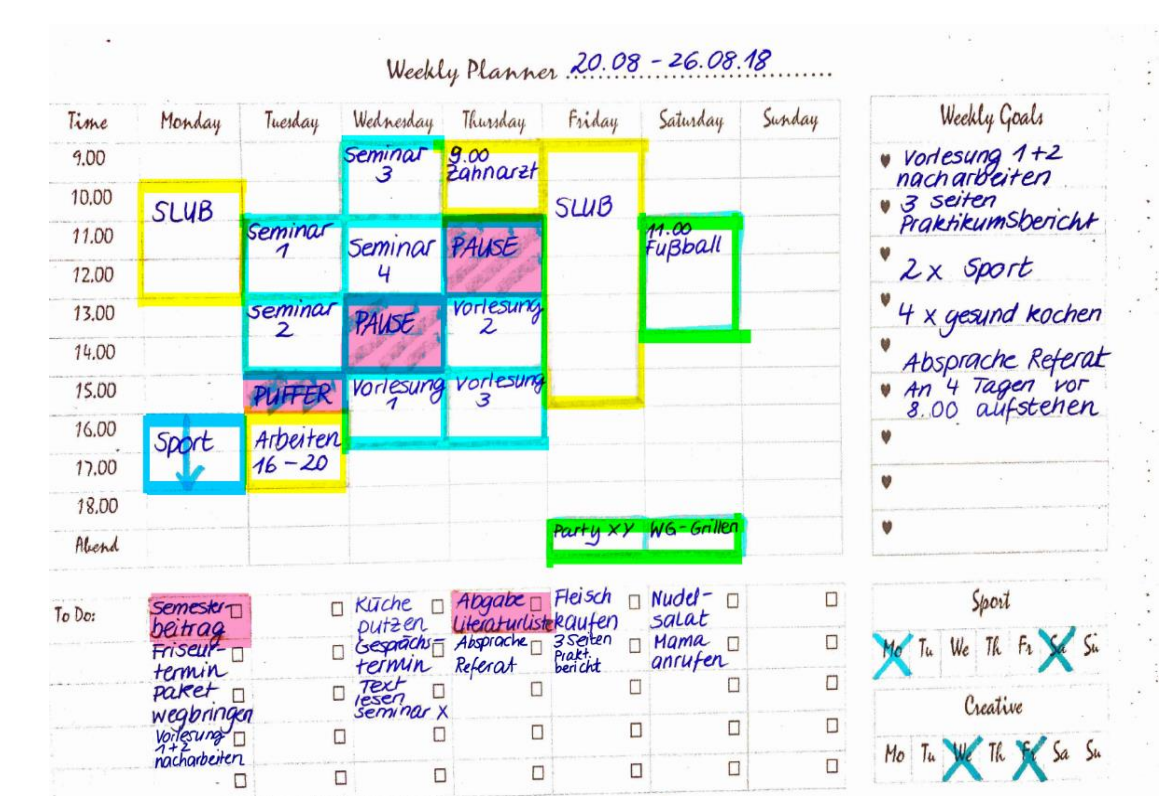 Weekly Planner 20.08 - 26.08.18
Time Monday Tuesday Wednesday Thursday Friday Saturday Sunday
9.00
10.00
11.00
12.00
13.00
14.00
15.00
16.00
17.00
18.00
Abend
SLUB
Sport
Seminar
1
Seminar
2
PUFFER
Arbeiten
16-20
Seminar
3
Seminar
4
PAUSE
Vorlesung
1
9.00
Zahnarzt
PAUSE
Vorlesung
2
Vorlesung
3
SLUB
Party XY
11.00
Fußball
WG-Grillen
Weekly Goals
Vorlesung 1+2
nacharbeiten
3 Seiten
Praktikumsbericht
2 x Sport
4 x gesund kochen
Absprache Referat
An 4 Tagen vor
8.00 aufstehen
To Do:
Semester-
beitrag
Friseur-
termin
Paket
wegbringen
Vorlesung
1+2
nacharbeiten
Küche
putzen
Gesprächs-
termin
Text
lesen
Seminar X
Abgabe
Literaturliste
Absprache
Referat
Fleisch
kaufen
3 Seiten
Prakt.
bericht
Nudel-
salat
Mama
anrufen
Sport
Mo Tu We Th Fr Sa Su
Creative
Mo Tu We Th Fr Sa Su